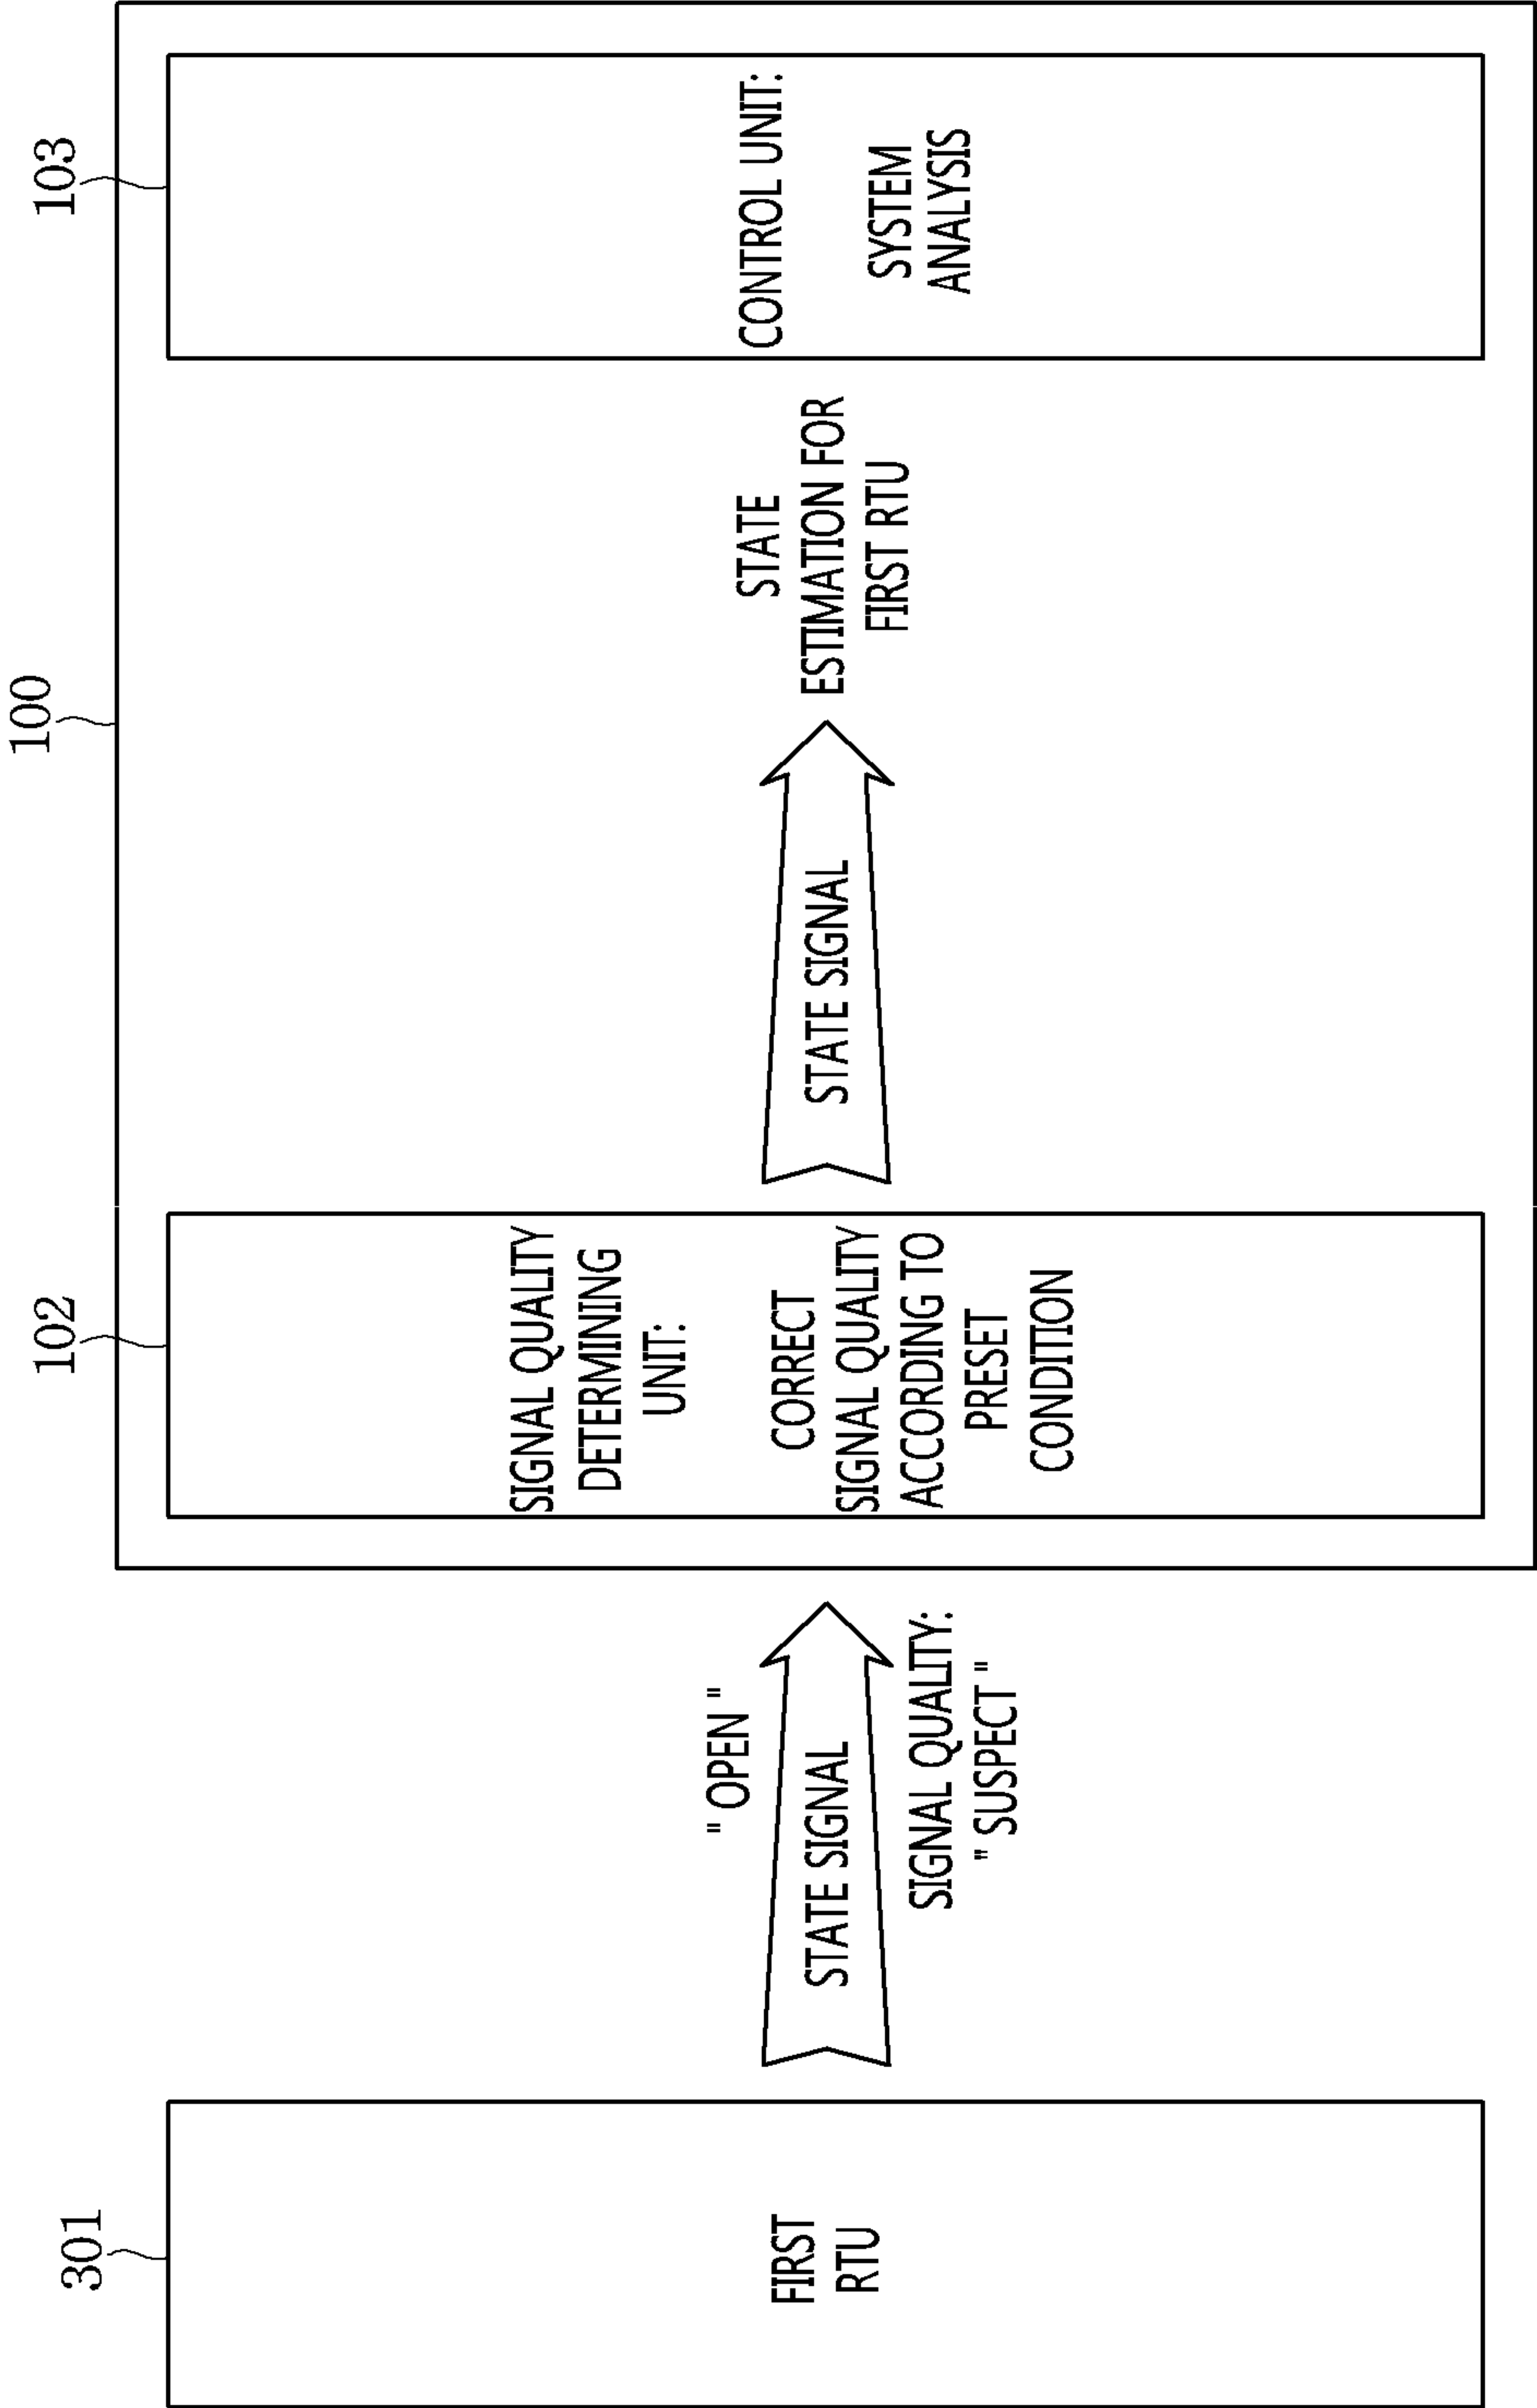 100
301
102
103
FIRST
RTU
" OPEN "
STATE SIGNAL
SIGNAL QUALITY:
" SUSPECT "
SIGNAL QUALITY
DETERMINING
UNIT:
CORRECT
SIGNAL QUALITY
ACCORDING TO
PRESET
CONDITION
STATE SIGNAL
STATE
ESTIMATION FOR
FIRST RTU
CONTROL UNIT:
SYSTEM
ANALYSIS